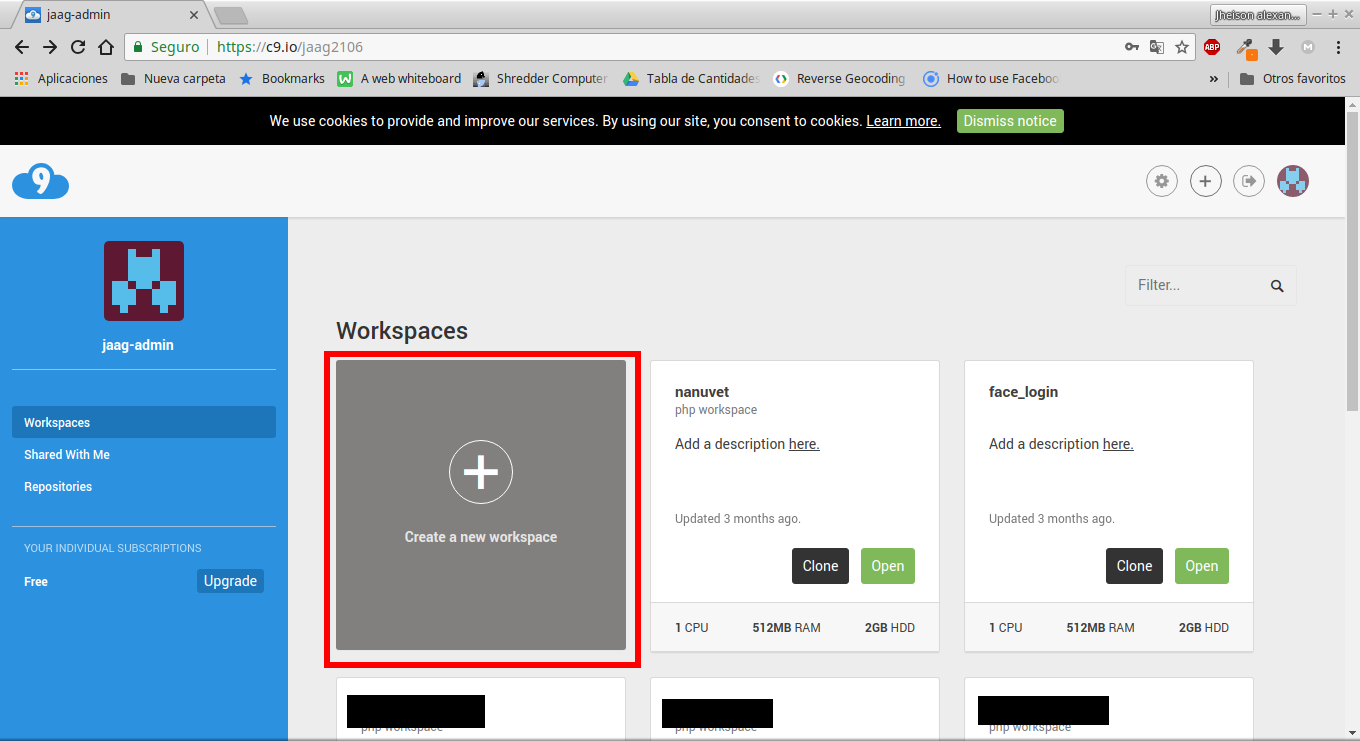 jaag-admin
jheison alexan...
Seguro
https://c9.io/jaag2106
Aplicaciones
Nueva carpeta
Bookmarks
A web whiteboard
Shredder Computer
Tabla de Cantidades
Reverse Geocoding
How to use Faceboo
»
Otros favoritos
We use cookies to provide and improve our services. By using our site, you consent to cookies. Learn more.
Dismiss notice
9
jaag-admin
Workspaces
Shared With Me
Repositories
YOUR INDIVIDUAL SUBSCRIPTIONS
Free
Upgrade
Filter...
Workspaces
Create a new workspace
nanuvet
php workspace
Add a description here.
Updated 3 months ago.
Clone
Open
1 CPU
512MB RAM
2GB HDD
face_login
Add a description here.
Updated 3 months ago.
Clone
Open
1 CPU
512MB RAM
2GB HDD
php workspace
php workspace
php workspace
ABP
M